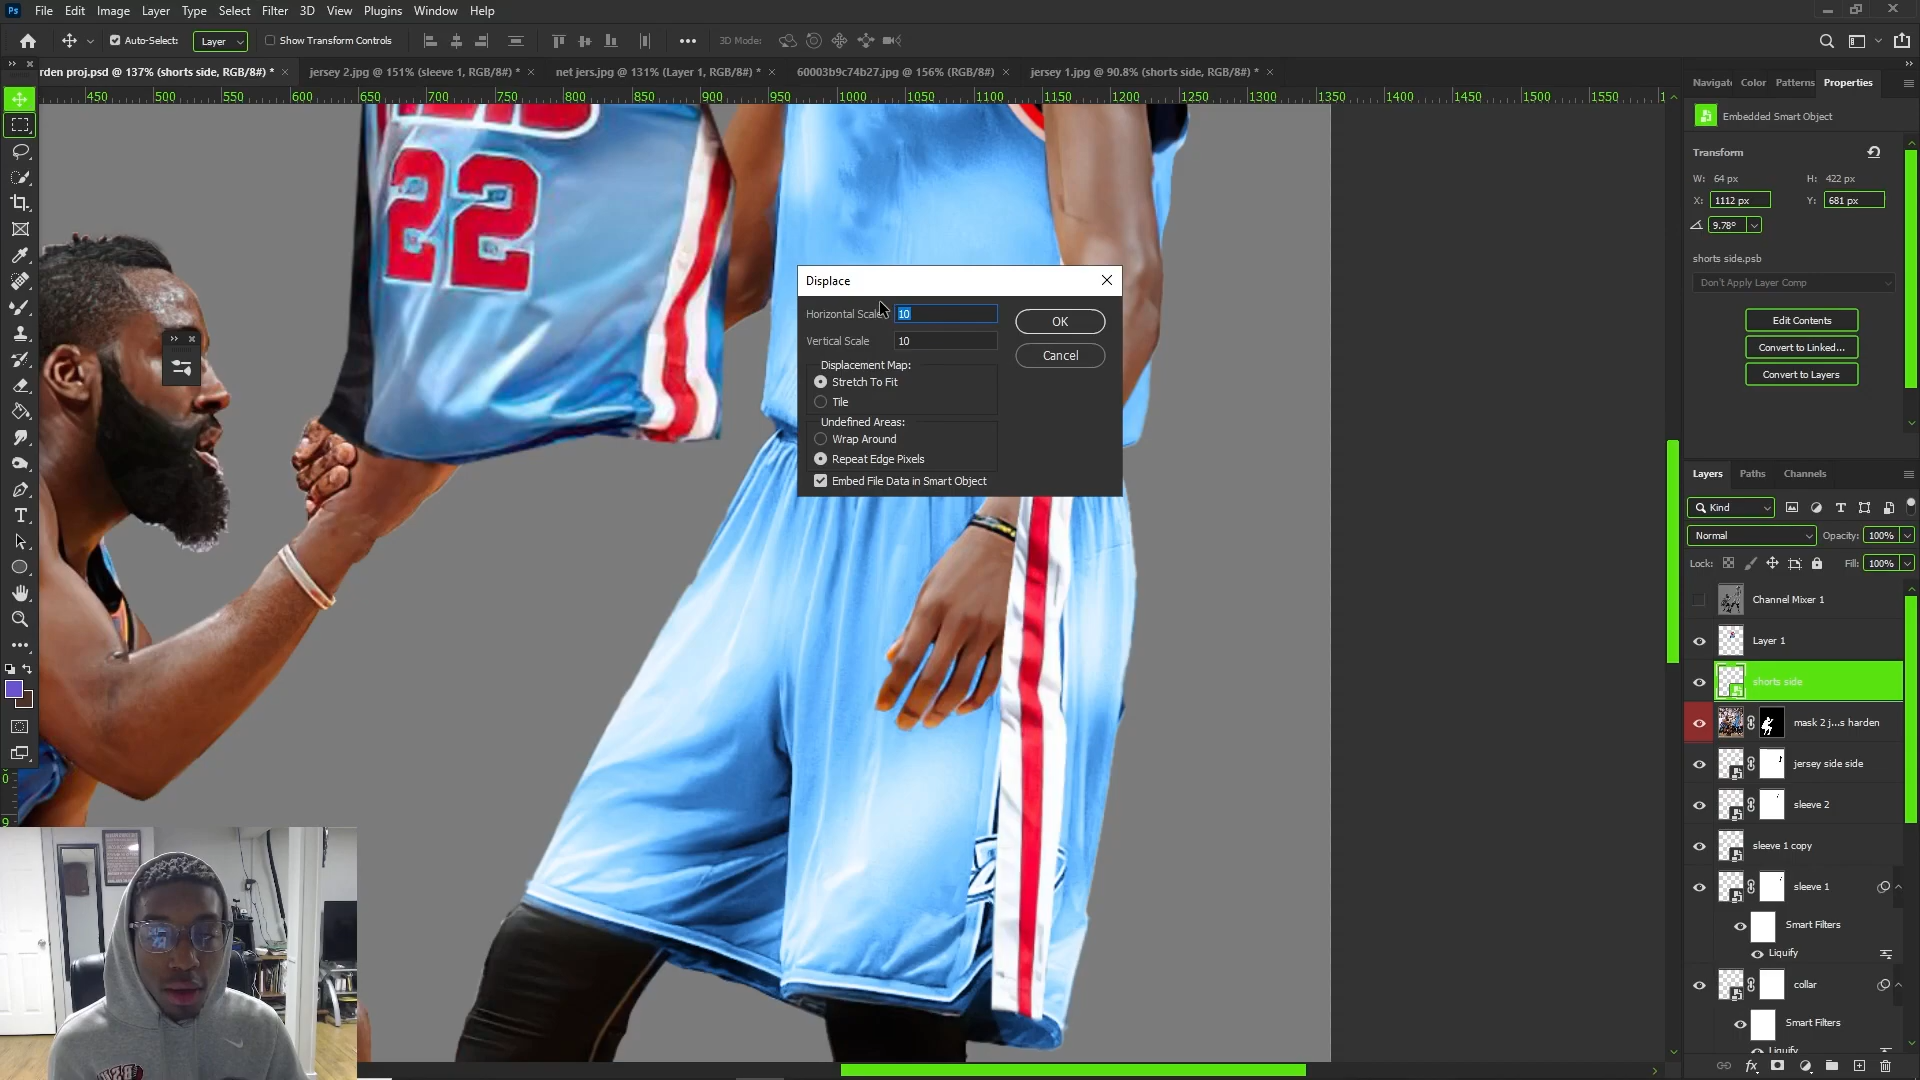 Ps File Edit Image Layer Type Select Filter 3D View Plugins Window Help
Auto-Select: Layer Show Transform Controls 3D Mode:
rden proj.psd @ 137% (shorts side, RGB/8#) * jersey 2.jpg @ 151% (sleeve 1, RGB/8#) * net jers.jpg @ 131% (Layer 1, RGB/8#) * 60003b9c74b27.jpg @ 156% (RGB/8#) jersey 1.jpg @ 90.8% (shorts side, RGB/8#) *
450 500 550 600 650 700 750 800 850 900 950 1000 1050 1100 1150 1200 1250 1300 1350 1400 1450 1500 1550
22
Displace
Horizontal Scale 10
Vertical Scale 10
OK
Cancel
Displacement Map:
Stretch To Fit
Tile
Undefined Areas:
Wrap Around
Repeat Edge Pixels
Embed File Data in Smart Object
Navigat Color Patterns Properties
Embedded Smart Object
Transform
W: 64 px H: 422 px
X: 1112 px Y: 681 px
9.78°
shorts side.psb
Don't Apply Layer Comp
Edit Contents
Convert to Linked...
Convert to Layers
Layers Paths Channels
Kind
Normal Opacity: 100%
Lock: Fill: 100%
Channel Mixer 1
Layer 1
shorts side
mask 2 j...s harden
jersey side side
sleeve 2
sleeve 1 copy
sleeve 1
Smart Filters
Liquify
collar
Smart Filters
Liquify